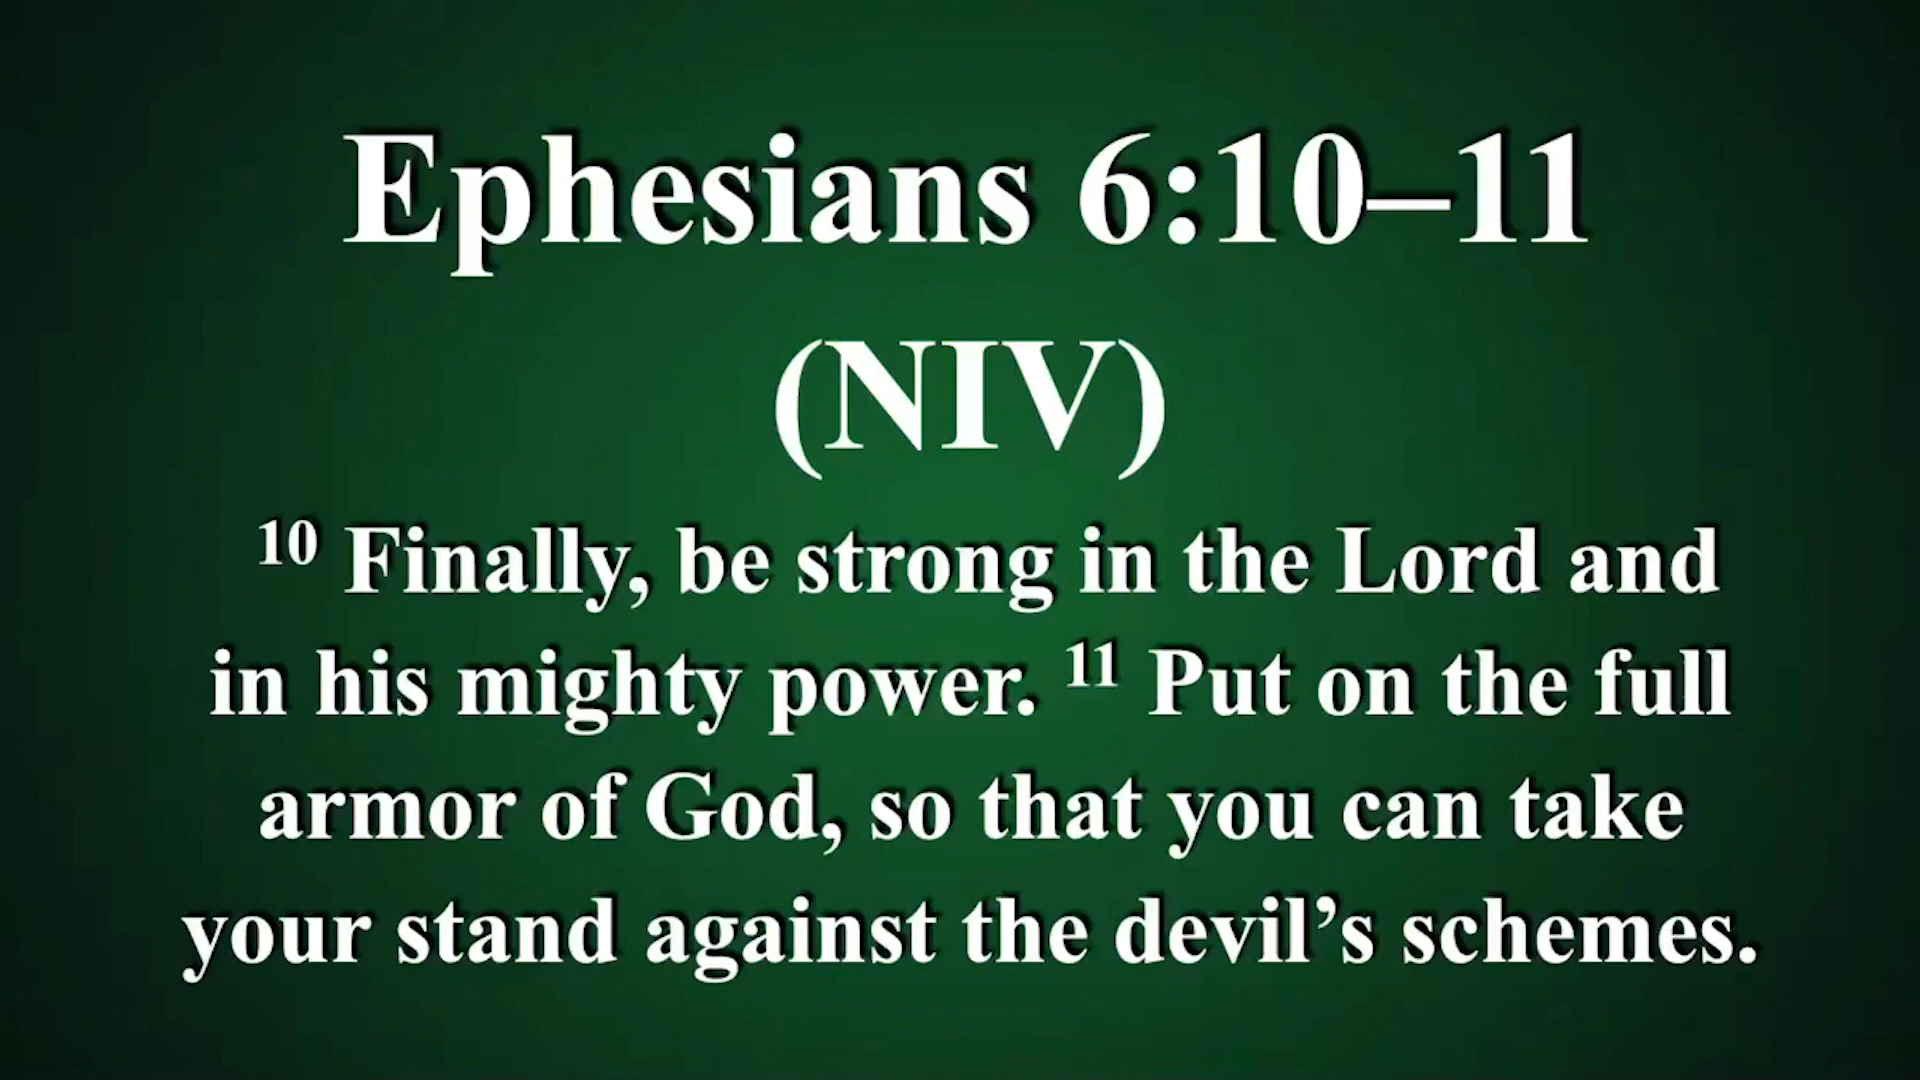 Ephesians 6:10–11
(NIV)
10 Finally, be strong in the Lord and
in his mighty power. 11 Put on the full
armor of God, so that you can take
your stand against the devil’s schemes.